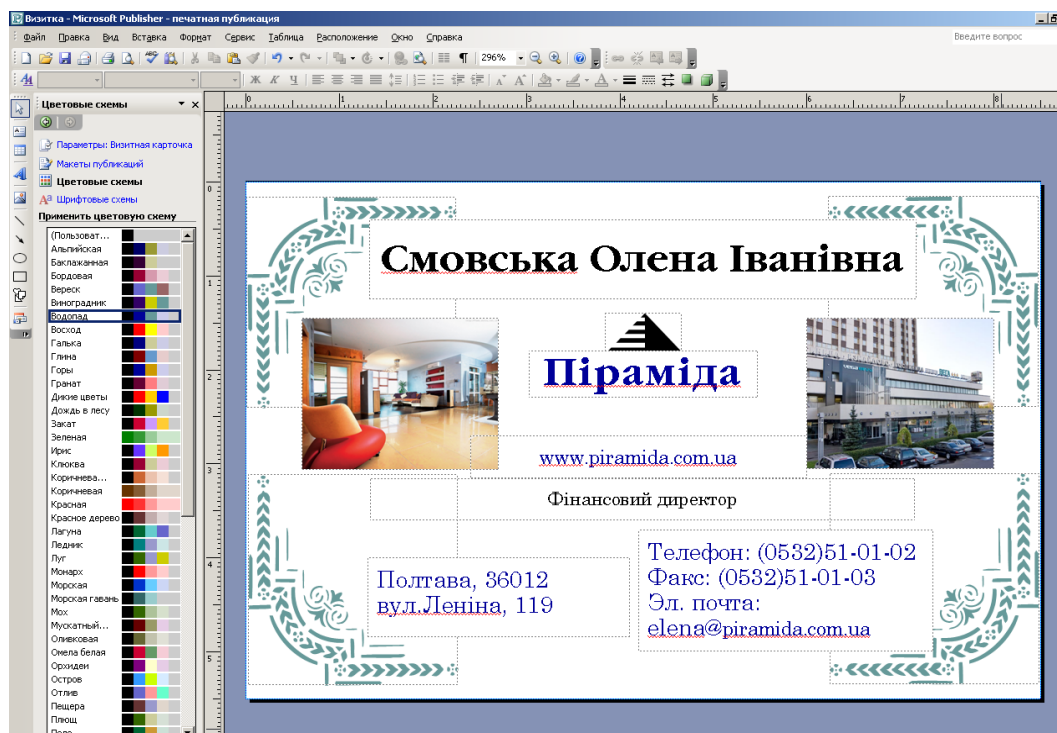 Визитка - Microsoft Publisher - печатная публикация
Файл Правка Вид Вставка Формат Сервис Таблица Расположение Окно Справка
Введите вопрос
296%
Цветовые схемы
Параметры: Визитная карточка
Макеты публикаций
Цветовые схемы
Шрифтовые схемы
Применить цветовую схему
(Пользоват...
Альпийская
Баклажанная
Бордовая
Вереск
Виноградник
Водопад
Восход
Галька
Глина
Горы
Гранат
Дикие цветы
Дождь в лесу
Закат
Зеленая
Ирис
Клюква
Коричнева...
Коричневая
Красная
Красное дерево
Лагуна
Ледник
Луг
Монарх
Морская
Морская гавань
Мох
Мускатный...
Оливковая
Омела белая
Орхидеи
Остров
Отлив
Пещера
Плющ
Смовська Олена Іванівна
Піраміда
www.piramida.com.ua
Фінансовий директор
Полтава, 36012
вул.Леніна, 119
Телефон: (0532)51-01-02
Факс: (0532)51-01-03
Эл. почта:
elena@piramida.com.ua